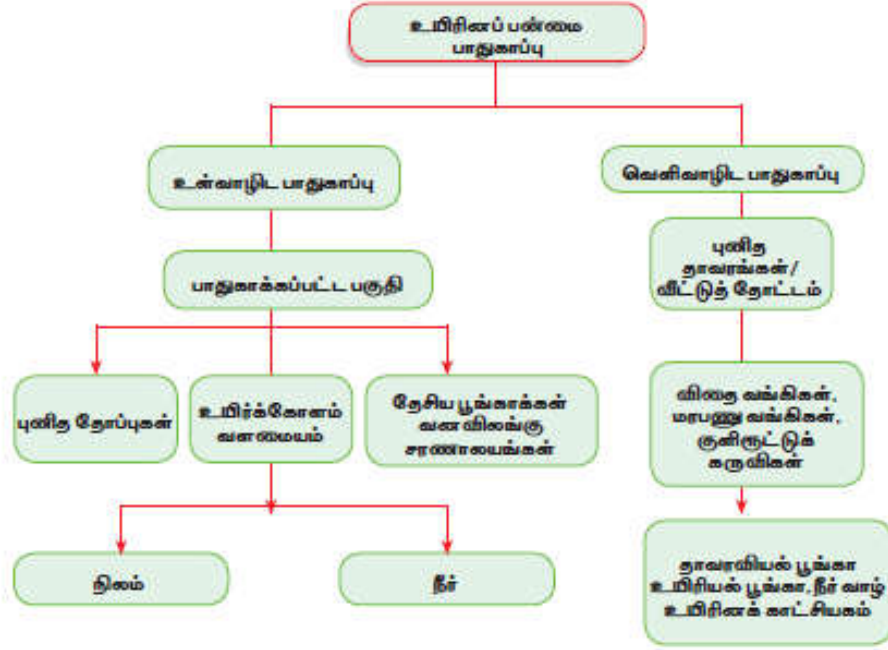 உயிரினப் பன்மை
பாதுகாப்பு
உள்வாழிட பாதுகாப்பு
வெளிவாழிட பாதுகாப்பு
பாதுகாக்கப்பட்ட பகுதி
புனித
தாவரங்கள்/
வீட்டுத் தோட்டம்
புனித தோப்புகள்
உயிர்க்கோளம்
வளமையம்
தேசிய பூங்காக்கள்
வனவிலங்கு
சரணாலயங்கள்
விதை வங்கிகள்,
மரபணு வங்கிகள்,
குளிரூட்டுக்
கருவிகள்
நிலம்
நீர்
தாவரவியல் பூங்கா
உயிரியல் பூங்கா, நீர் வாழ்
உயிரினக் காட்சியகம்